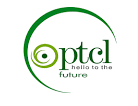 ptcl
hello to the
future